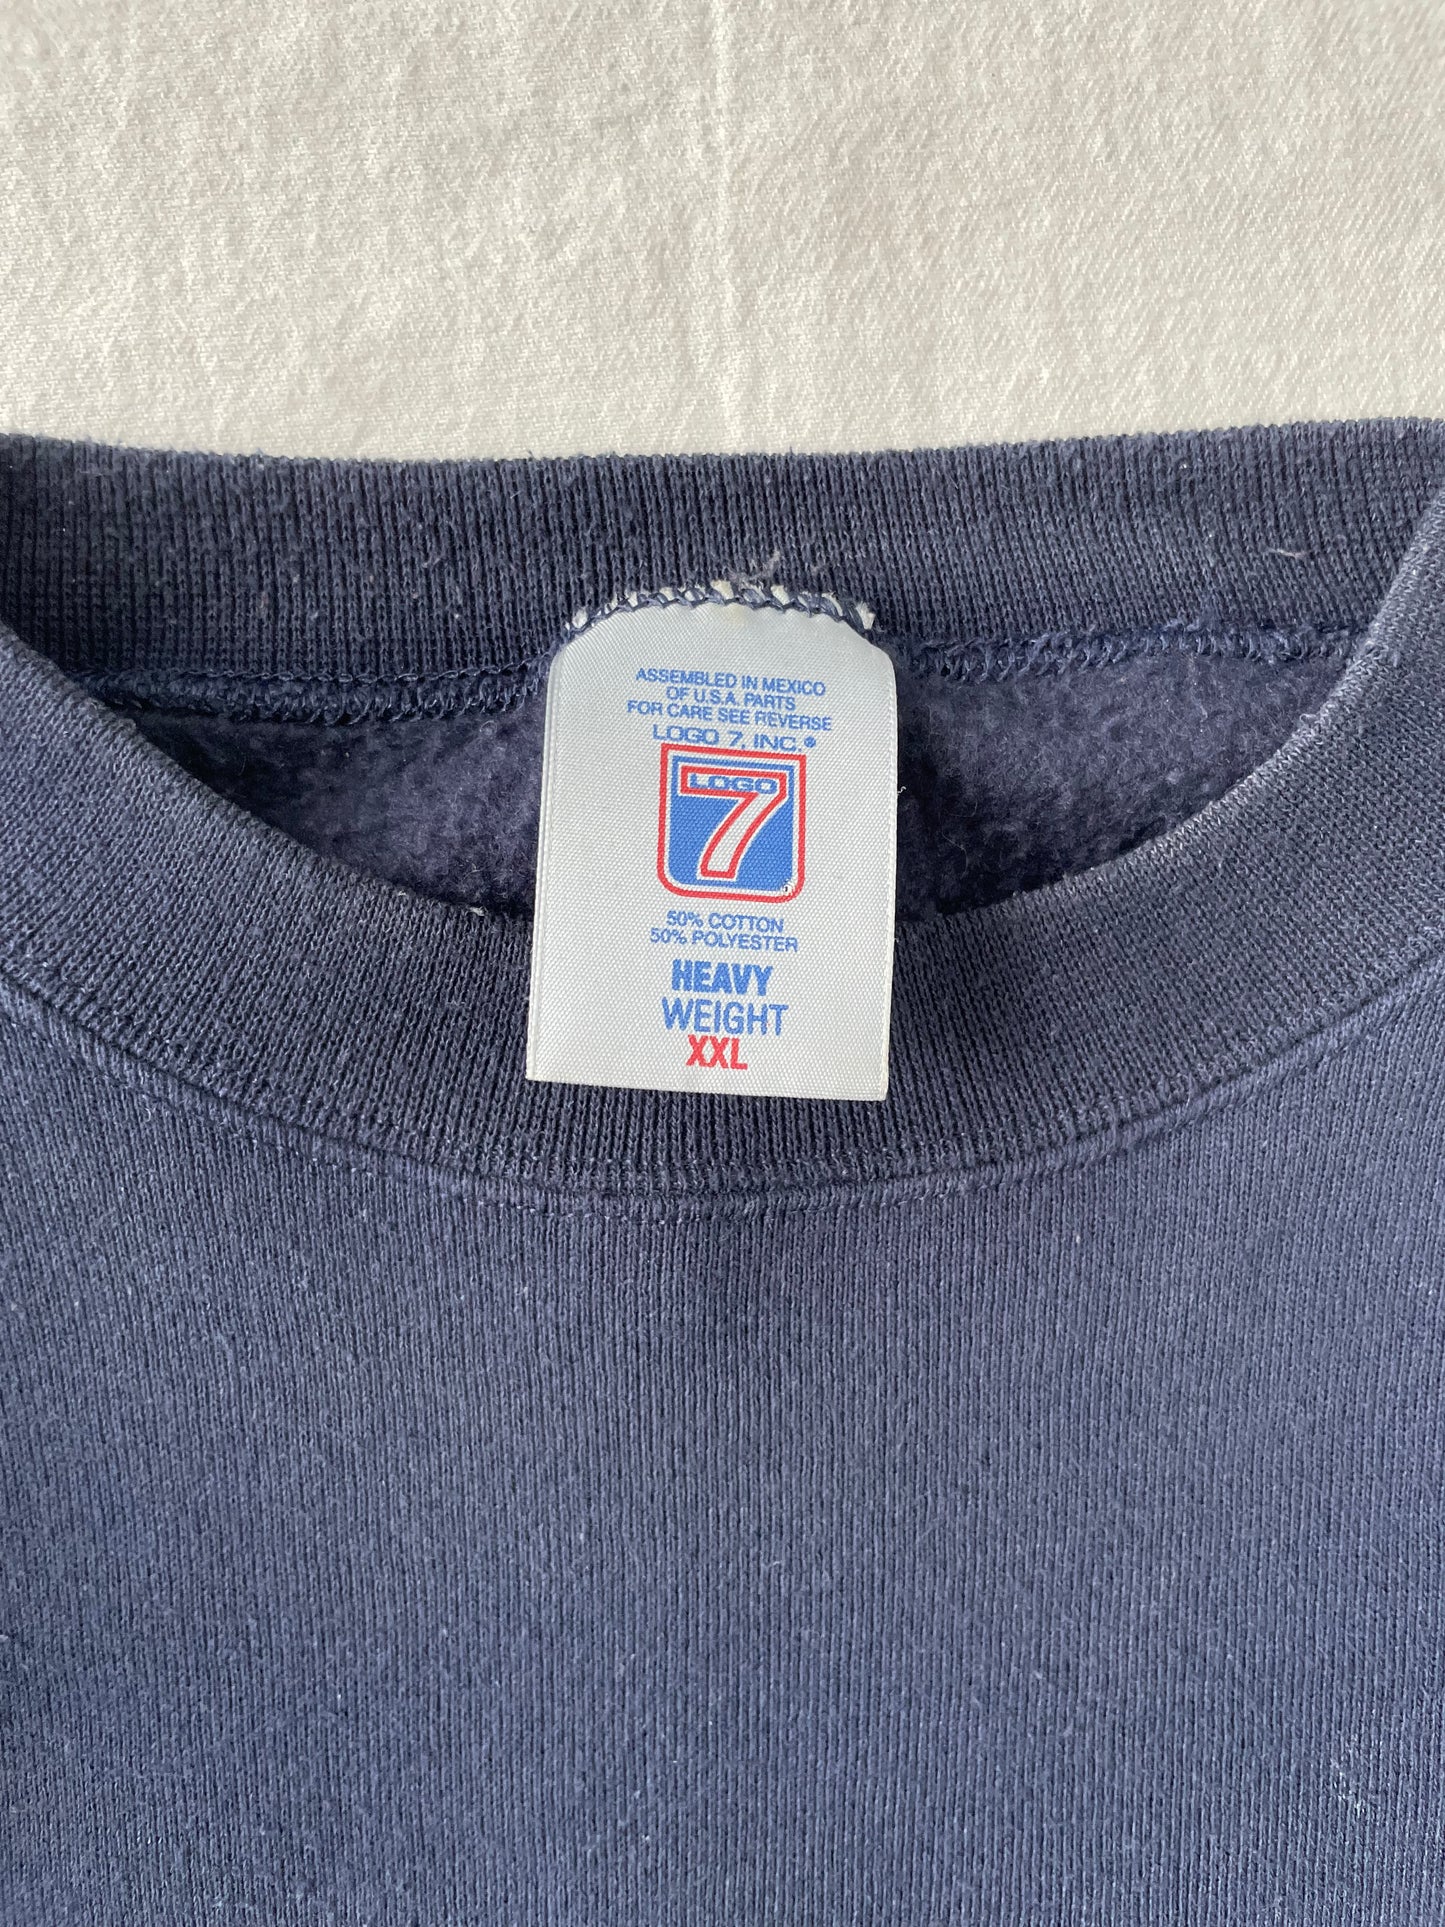 ASSEMBLED IN MEXICO
OF U.S.A. PARTS
FOR CARE SEE REVERSE
LOGO 7, INC.®
LOGO
7
50% COTTON
50% POLYESTER
HEAVY
WEIGHT
XXL